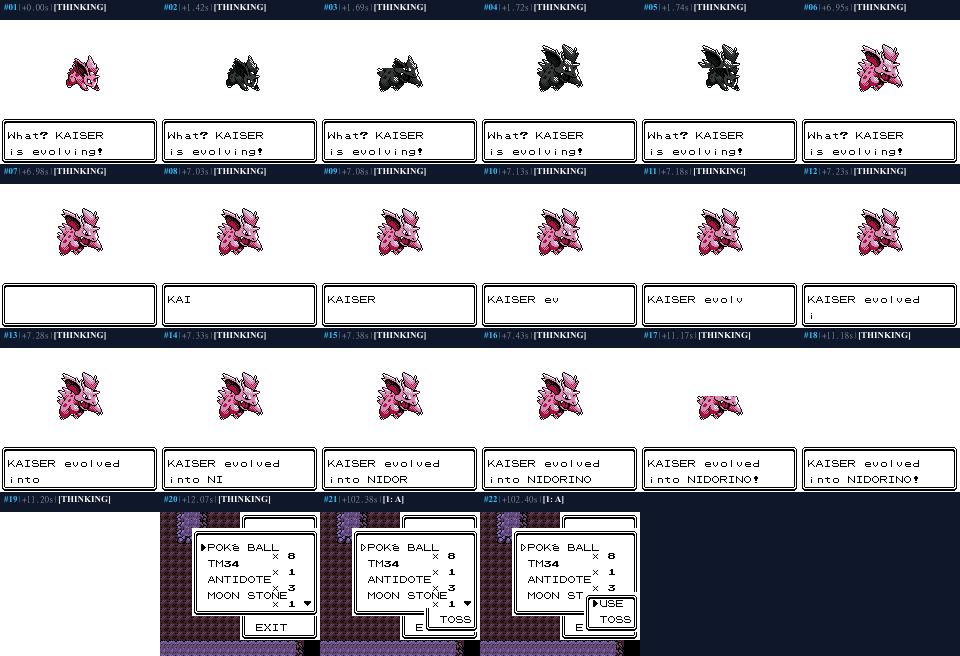 #01 | +0.00s | [THINKING]
What? KAISER
is evolving!
#02 | +1.42s | [THINKING]
What? KAISER
is evolving!
#03 | +1.69s | [THINKING]
What? KAISER
is evolving!
#04 | +1.72s | [THINKING]
What? KAISER
is evolving!
#05 | +1.74s | [THINKING]
What? KAISER
is evolving!
#06 | +6.95s | [THINKING]
What? KAISER
is evolving!
#07 | +6.98s | [THINKING]
#08 | +7.03s | [THINKING]
KAI
#09 | +7.08s | [THINKING]
KAISER
#10 | +7.13s | [THINKING]
KAISER ev
#11 | +7.18s | [THINKING]
KAISER evolv
#12 | +7.23s | [THINKING]
KAISER evolved
i
#13 | +7.28s | [THINKING]
KAISER evolved
into
#14 | +7.33s | [THINKING]
KAISER evolved
into NI
#15 | +7.38s | [THINKING]
KAISER evolved
into NIDOR
#16 | +7.43s | [THINKING]
KAISER evolved
into NIDORINO
#17 | +11.17s | [THINKING]
KAISER evolved
into NIDORINO!
#18 | +11.18s | [THINKING]
KAISER evolved
into NIDORINO!
#19 | +11.20s | [THINKING]
#20 | +12.07s | [THINKING]
POKé BALL
× 8
TM34
× 1
ANTIDOTE
× 3
MOON STONE
× 1
EXIT
#21 | +102.38s | [1: A]
POKé BALL
× 8
TM34
× 1
ANTIDOTE
× 3
MOON STONE
× 1
TOSS
E
#22 | +102.40s | [1: A]
POKé BALL
× 8
TM34
× 1
ANTIDOTE
× 3
MOON ST
USE
TOSS
E